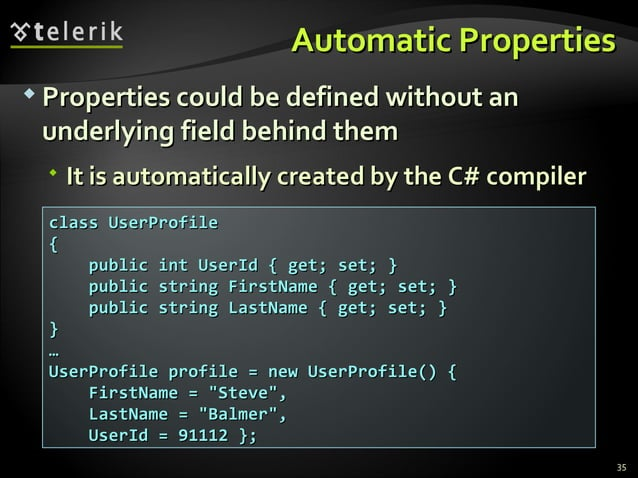 telerik
Automatic Properties
Properties could be defined without an
underlying field behind them
It is automatically created by the C# compiler
class UserProfile
{
    public int UserId { get; set; }
    public string FirstName { get; set; }
    public string LastName { get; set; }
}
…
UserProfile profile = new UserProfile() {
    FirstName = "Steve",
    LastName = "Balmer",
    UserId = 91112 };
35